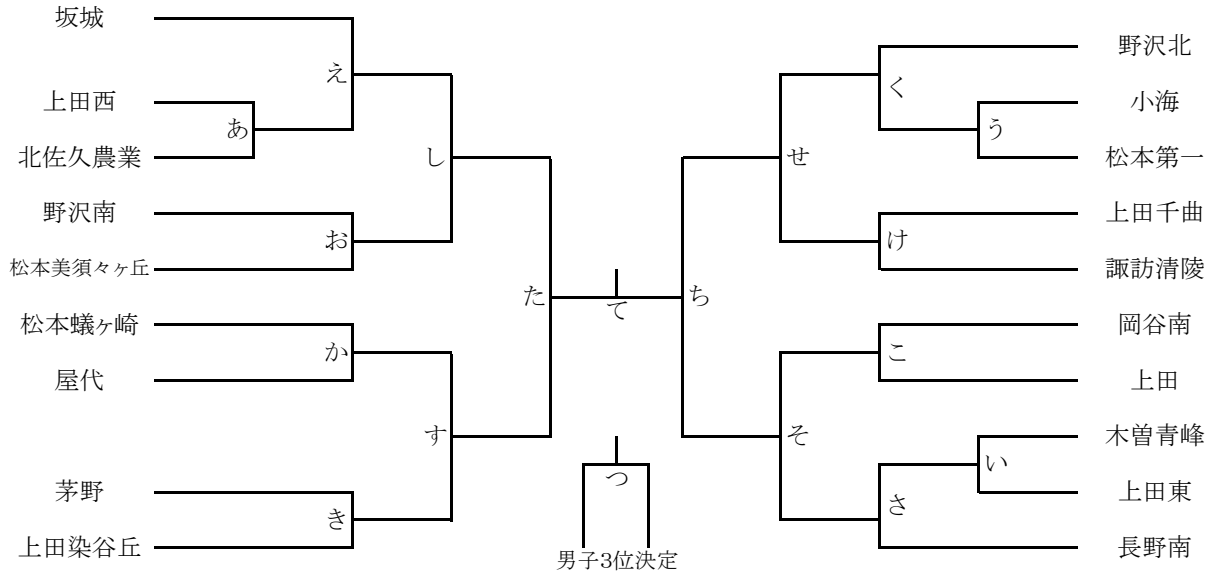 坂城
え
上田西
あ
北佐久農業
し
野沢南
お
松本美須々ヶ丘
た
松本蟻ヶ崎
か
屋代
す
茅野
き
上田染谷丘
て
つ
男子3位決定
野沢北
く
小海
う
松本第一
せ
上田千曲
け
諏訪清陵
ち
岡谷南
こ
上田
そ
木曽青峰
い
上田東
さ
長野南